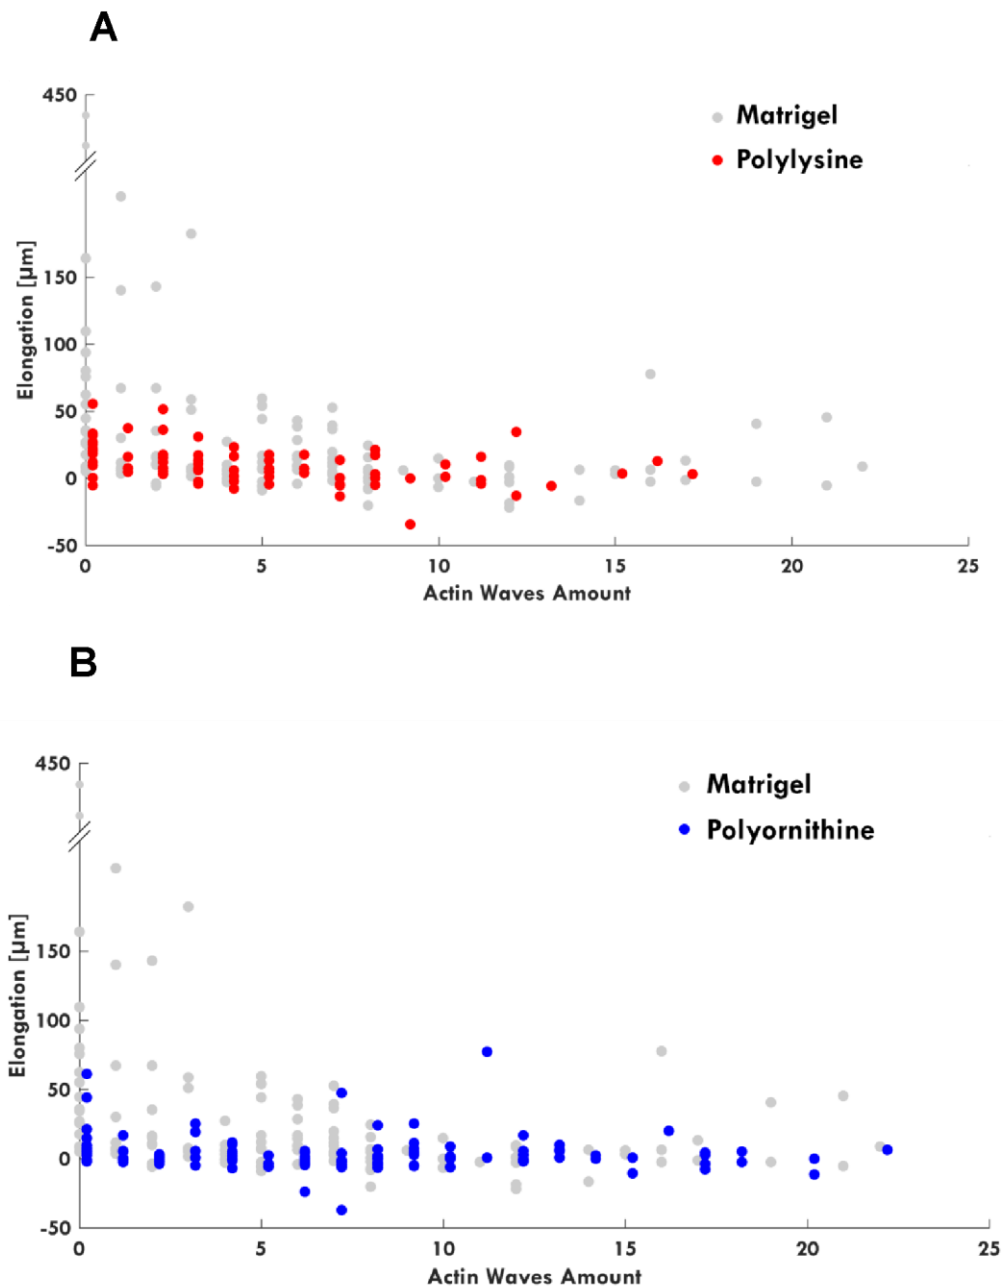 A
450
Matrigel
Polylysine
Elongation [µm]
150
100
50
0
-50
0 5 10 15 20 25
Actin Waves Amount
B
450
Matrigel
Polyornithine
Elongation [µm]
150
100
50
0
-50
0 5 10 15 20 25
Actin Waves Amount